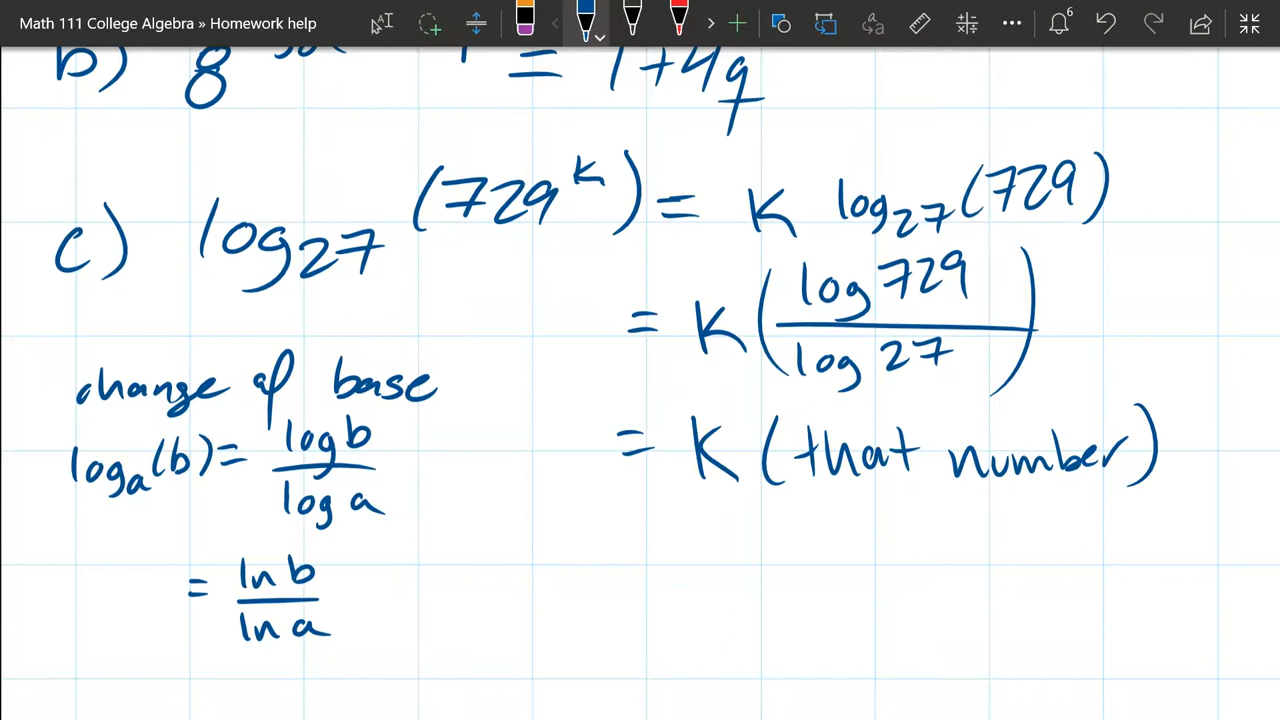 Math 111 College Algebra » Homework help
6
b) 8 = 1+4q
c) log₂₇(729ᵏ) = K log₂₇(729)
= K(log 729 / log 27)
= K (that number)
change of base
logₐ(b) = log b / log a
= ln b / ln a